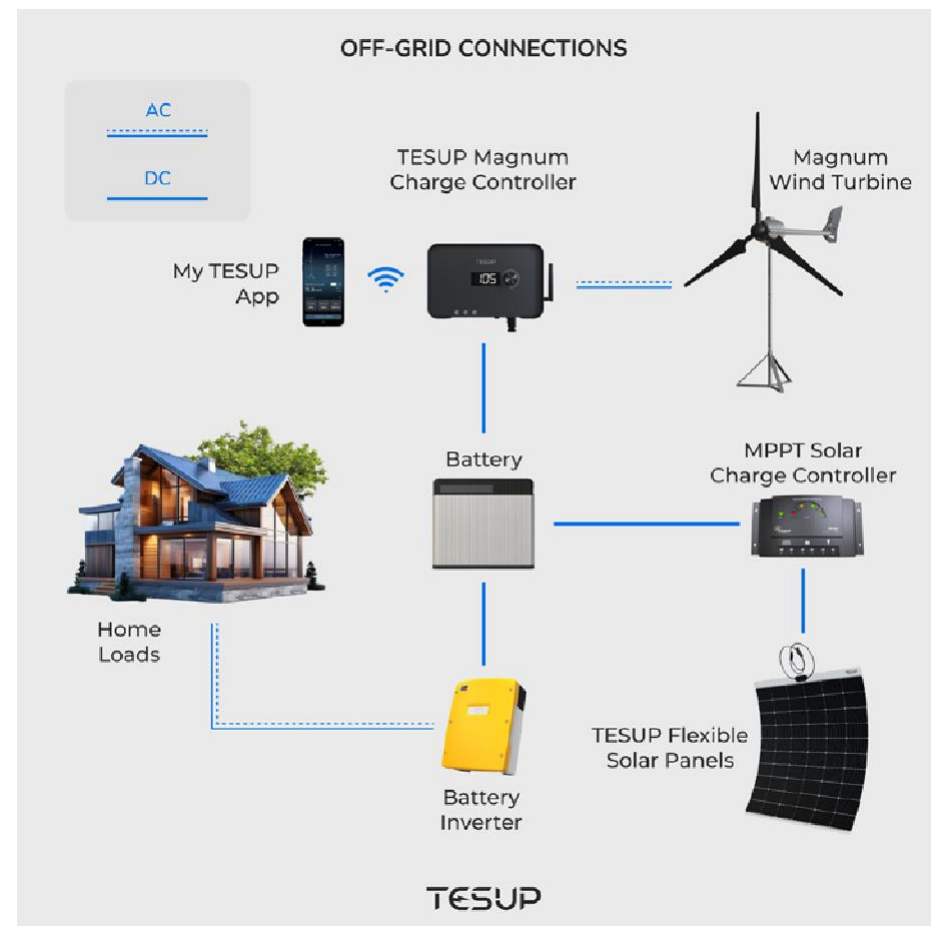 OFF-GRID CONNECTIONS
AC
DC
TESUP Magnum
Charge Controller
Magnum
Wind Turbine
My TESUP
App
TESUP
105
Battery
MPPT Solar
Charge Controller
Home
Loads
TESUP Flexible
Solar Panels
Battery
Inverter
TESUP